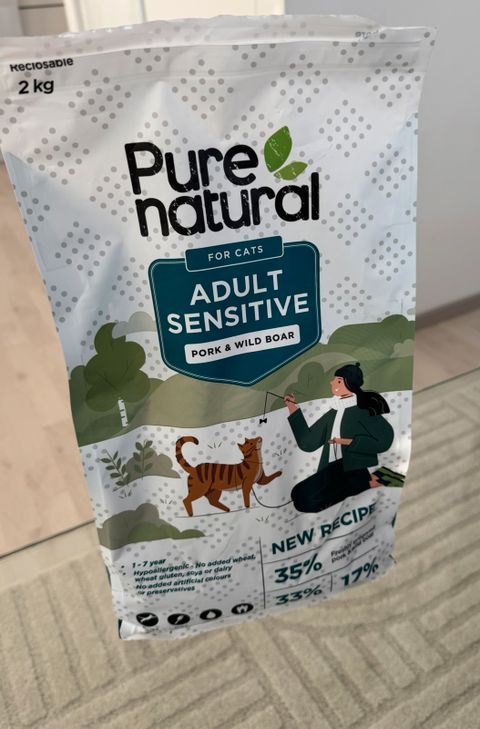 Reclosable
2 kg
Pure
natural
FOR CATS
ADULT
SENSITIVE
PORK & WILD BOAR
NEW RECIPE
35%
33%
17%
• 1 - 7 year
• Hypoallergenic - No added wheat,
wheat gluten, soya or dairy
No added artificial colours
or preservatives